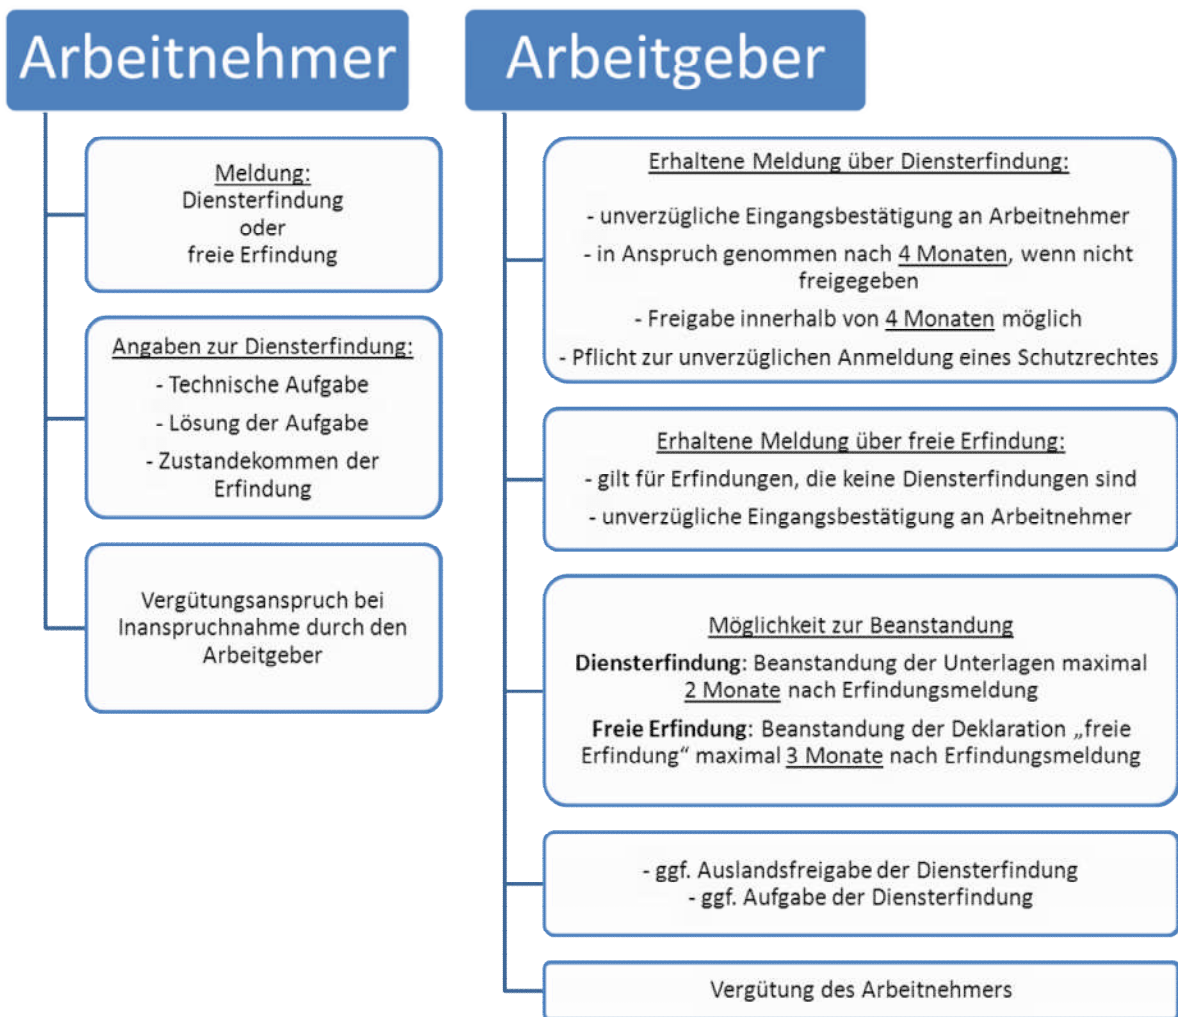 Arbeitnehmer
Meldung:
Diensterfindung
oder
freie Erfindung
Angaben zur Diensterfindung:
- Technische Aufgabe
- Lösung der Aufgabe
- Zustandekommen der
Erfindung
Vergütungsanspruch bei
Inanspruchnahme durch den
Arbeitgeber
Arbeitgeber
Erhaltene Meldung über Diensterfindung:
- unverzügliche Eingangsbestätigung an Arbeitnehmer
- in Anspruch genommen nach 4 Monaten, wenn nicht
freigegeben
- Freigabe innerhalb von 4 Monaten möglich
- Pflicht zur unverzüglichen Anmeldung eines Schutzrechtes
Erhaltene Meldung über freie Erfindung:
- gilt für Erfindungen, die keine Diensterfindungen sind
- unverzügliche Eingangsbestätigung an Arbeitnehmer
Möglichkeit zur Beanstandung
Diensterfindung: Beanstandung der Unterlagen maximal
2 Monate nach Erfindungsmeldung
Freie Erfindung: Beanstandung der Deklaration „freie
Erfindung“ maximal 3 Monate nach Erfindungsmeldung
- ggf. Auslandsfreigabe der Diensterfindung
- ggf. Aufgabe der Diensterfindung
Vergütung des Arbeitnehmers